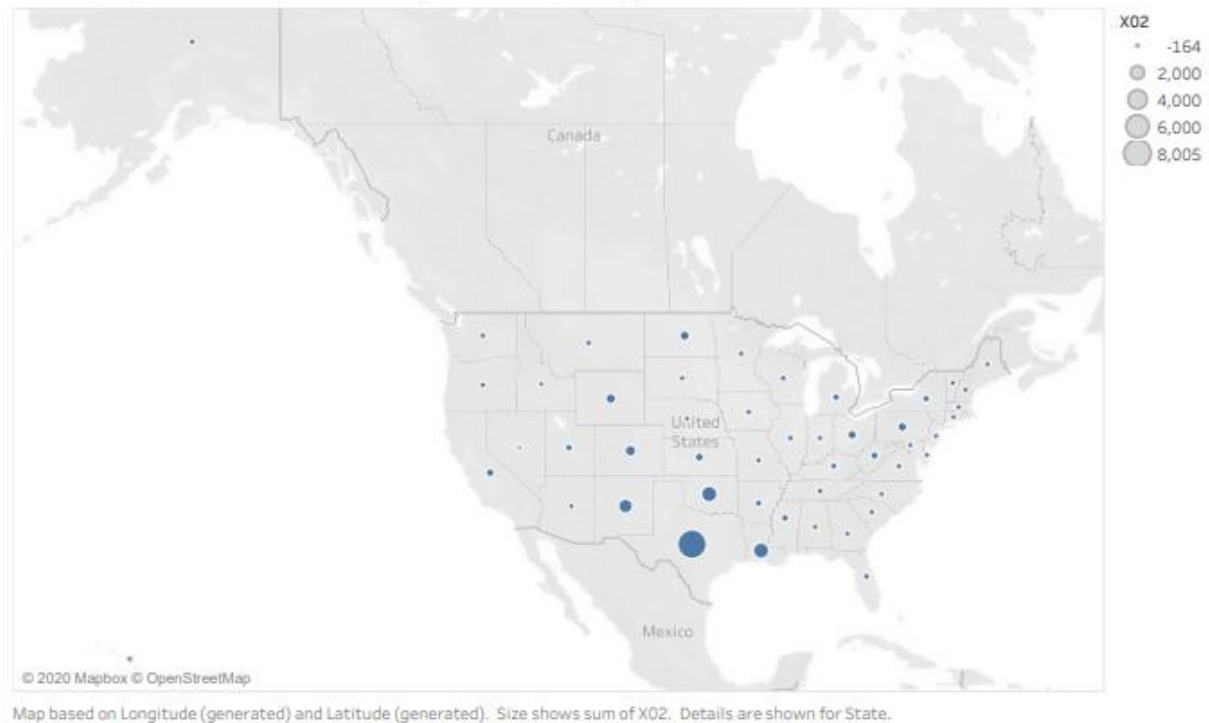 X02
-164
2,000
4,000
6,000
8,005
Canada
United
States
Mexico
© 2020 Mapbox © OpenStreetMap
Map based on Longitude (generated) and Latitude (generated). Size shows sum of X02. Details are shown for State.